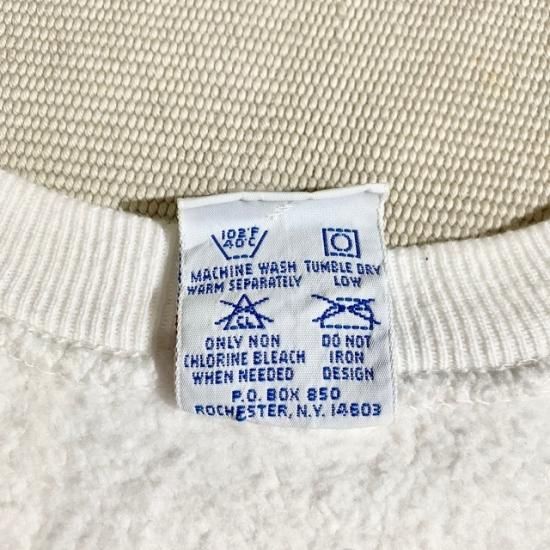 102°F
40°C
MACHINE WASH
WARM SEPARATELY
TUMBLE DRY
LOW
CL
ONLY NON
CHLORINE BLEACH
WHEN NEEDED
DO NOT
IRON
DESIGN
P.O. BOX 850
ROCHESTER, N.Y. 14603